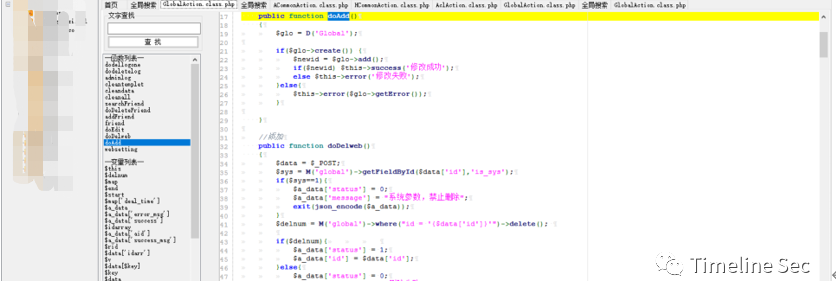 首页 全局搜索 GlobalAction.class.php 全局搜索 ACommonAction.class.php MCommonAction.class.php AclAction.class.php GlobalAction.class.php 全局搜索 GlobalAction.class.php
文字查找
查 找
—函数列表—
dodellogone
dodeletelog
adminlog
cleantemplet
cleandata
cleanall
searchFriend
doDeleteFriend
addFriend
friend
doEdit
doDelweb
doAdd
websetting
—变量列表—
$this
$delnum
$map
$end
$start
$map['deal_time']
$a_data
$a_data['error_msg']
$a_data['success']
$idarray
$a_data['aid']
$a_data['success_msg']
$rid
$data['idarr']
$v
$data[$key]
$key
$data
17 public function doAdd()
18 {
19 $glo = D('Global');
20
21 if($glo->create()) {
22 $newid = $glo->add();
23 if($newid) $this->success('修改成功');
24 else $this->error('修改失败');
25 }else{
26 $this->error($glo->getError());
27 }
28
29 }
30
31 //添加
32 public function doDelweb()
33 {
34 $data = $_POST;
35 $sys = M('global')->getFieldById($data['id'],'is_sys');
36 if($sys==1){
37 $a_data['status'] = 0;
38 $a_data['message'] = "系统参数，禁止删除";
39 exit(json_encode($a_data));
40 }
41 $delnum = M('global')->where("id = '{$data['id']}'")->delete();
42
43 if($delnum){
44 $a_data['status'] = 1;
45 $a_data['id'] = $data['id'];
46 }else{
47 $a_data['status'] = 0;
Timeline Sec